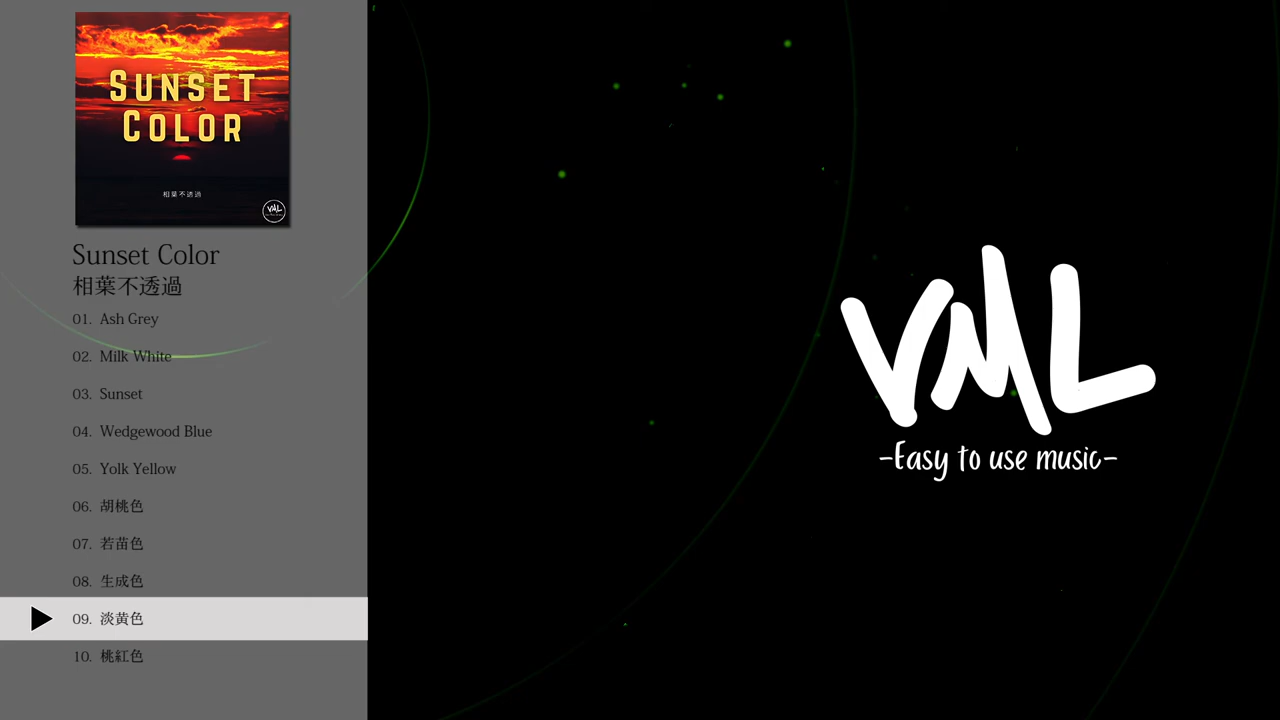 SUNSET
COLOR
相葉不透過
VML
Sunset Color
相葉不透過
01. Ash Grey
02. Milk White
03. Sunset
04. Wedgewood Blue
05. Yolk Yellow
06. 胡桃色
07. 若苗色
08. 生成色
09. 淡黄色
10. 桃紅色
VML
-Easy to use music-